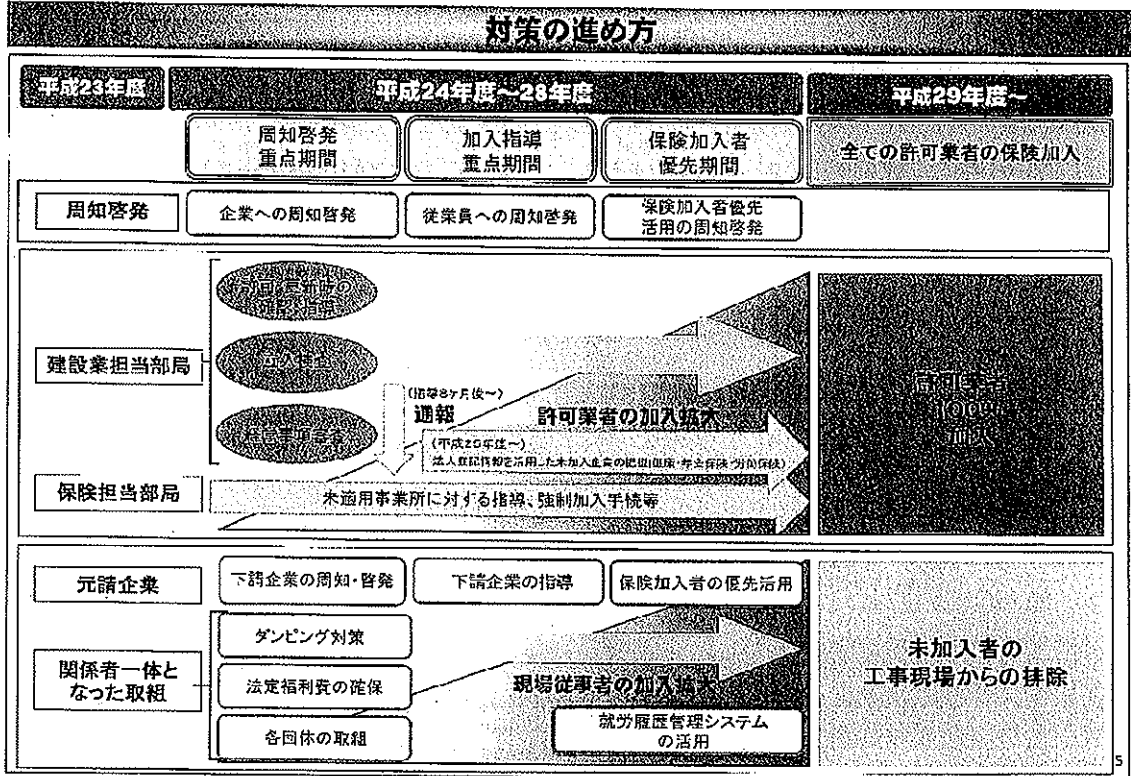 対策の進め方
平成23年度
平成24年度～28年度
平成29年度～
周知啓発
重点期間
加入指導
重点期間
保険加入者
優先期間
全ての許可業者の保険加入
周知啓発
企業への周知啓発
従業員への周知啓発
保険加入者優先
活用の周知啓発
建設業担当部局
立入検査
(指導8ヶ月後～)
通報
許可業者の加入拡大
許可業者
100%
加入
保険担当部局
未適用事業所に対する指導、強制加入手続等
元請企業
下請企業の周知・啓発
下請企業の指導
保険加入者の優先活用
関係者一体と
なった取組
ダンピング対策
法定福利費の確保
各団体の取組
現場従事者の加入拡大
就労履歴管理システム
の活用
未加入者の
工事現場からの排除
5